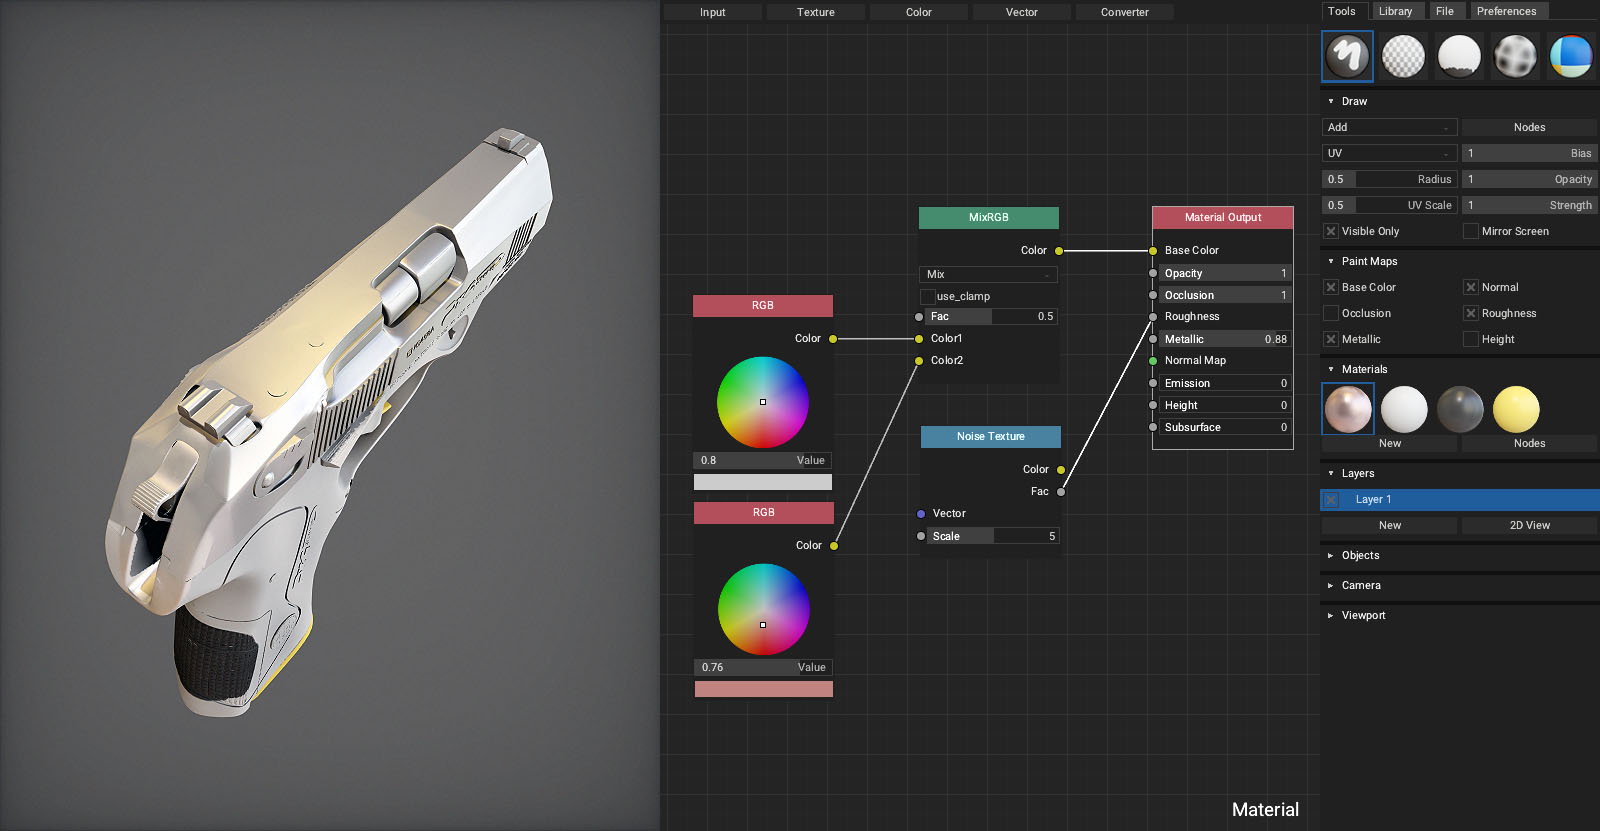 Input Texture Color Vector Converter
Tools Library File Preferences
Draw
Add Nodes
UV 1 Bias
0.5 Radius 1 Opacity
0.5 UV Scale 1 Strength
Visible Only Mirror Screen
Paint Maps
Base Color Normal
Occlusion Roughness
Metallic Height
Materials
New Nodes
Layers
Layer 1
New 2D View
Objects
Camera
Viewport
RGB
Color
0.8 Value
RGB
Color
0.76 Value
MixRGB
Color
Mix
use_clamp
Fac 0.5
Color1
Color2
Noise Texture
Color
Fac
Vector
Scale 5
Material Output
Base Color
Opacity 1
Occlusion 1
Roughness
Metallic 0.88
Normal Map
Emission 0
Height 0
Subsurface 0
Material